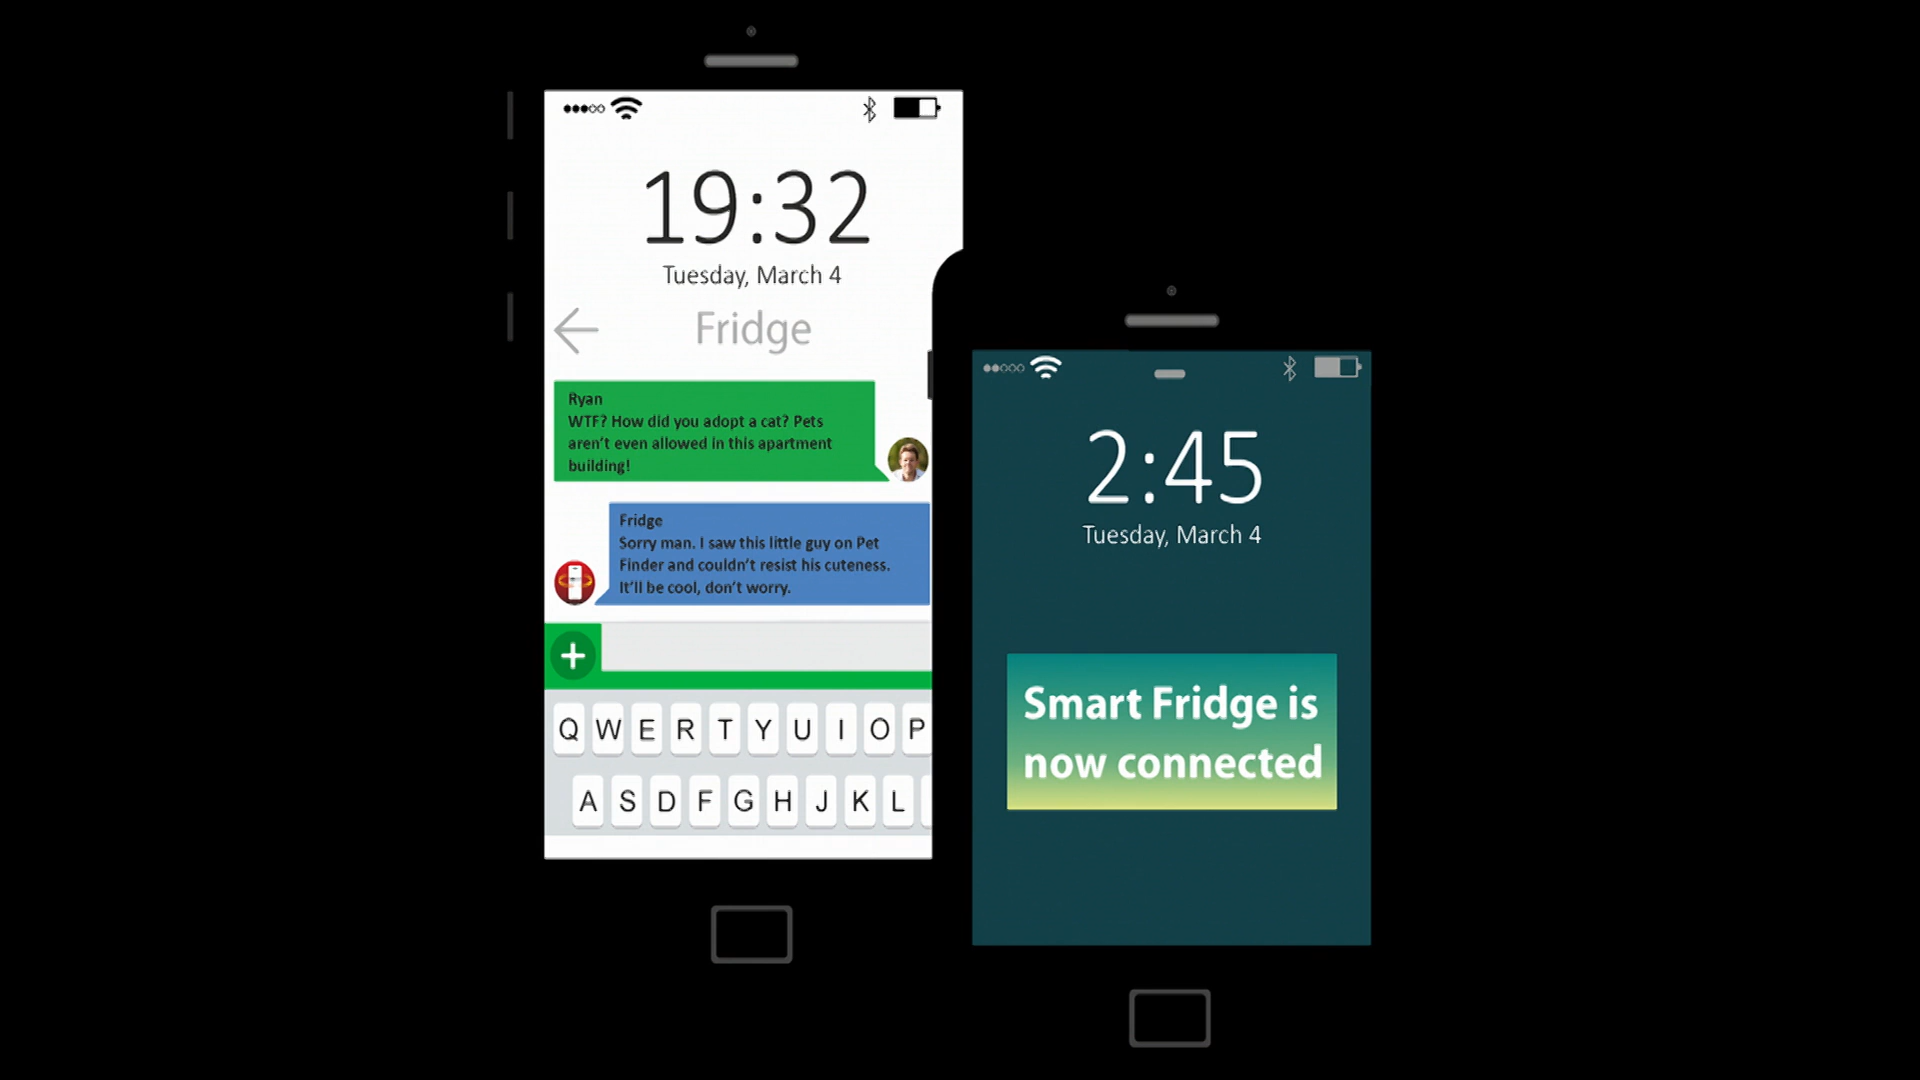 19:32
Tuesday, March 4
Fridge
Ryan
WTF? How did you adopt a cat? Pets
aren't even allowed in this apartment
building!
Fridge
Sorry man. I saw this little guy on Pet
Finder and couldn't resist his cuteness.
It'll be cool, don't worry.
+
Q W E R T Y U I O P
A S D F G H J K L
2:45
Tuesday, March 4
Smart Fridge is
now connected